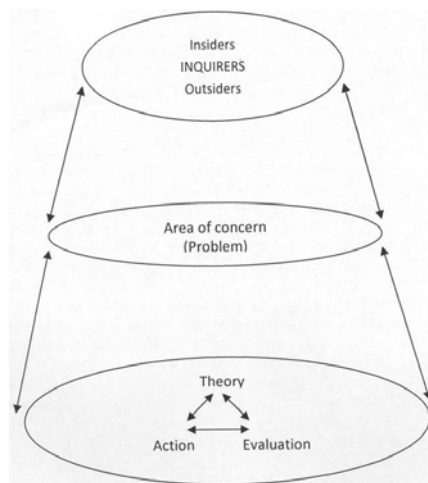 Insiders
INQUIRERS
Outsiders
Area of concern
(Problem)
Theory
Action Evaluation